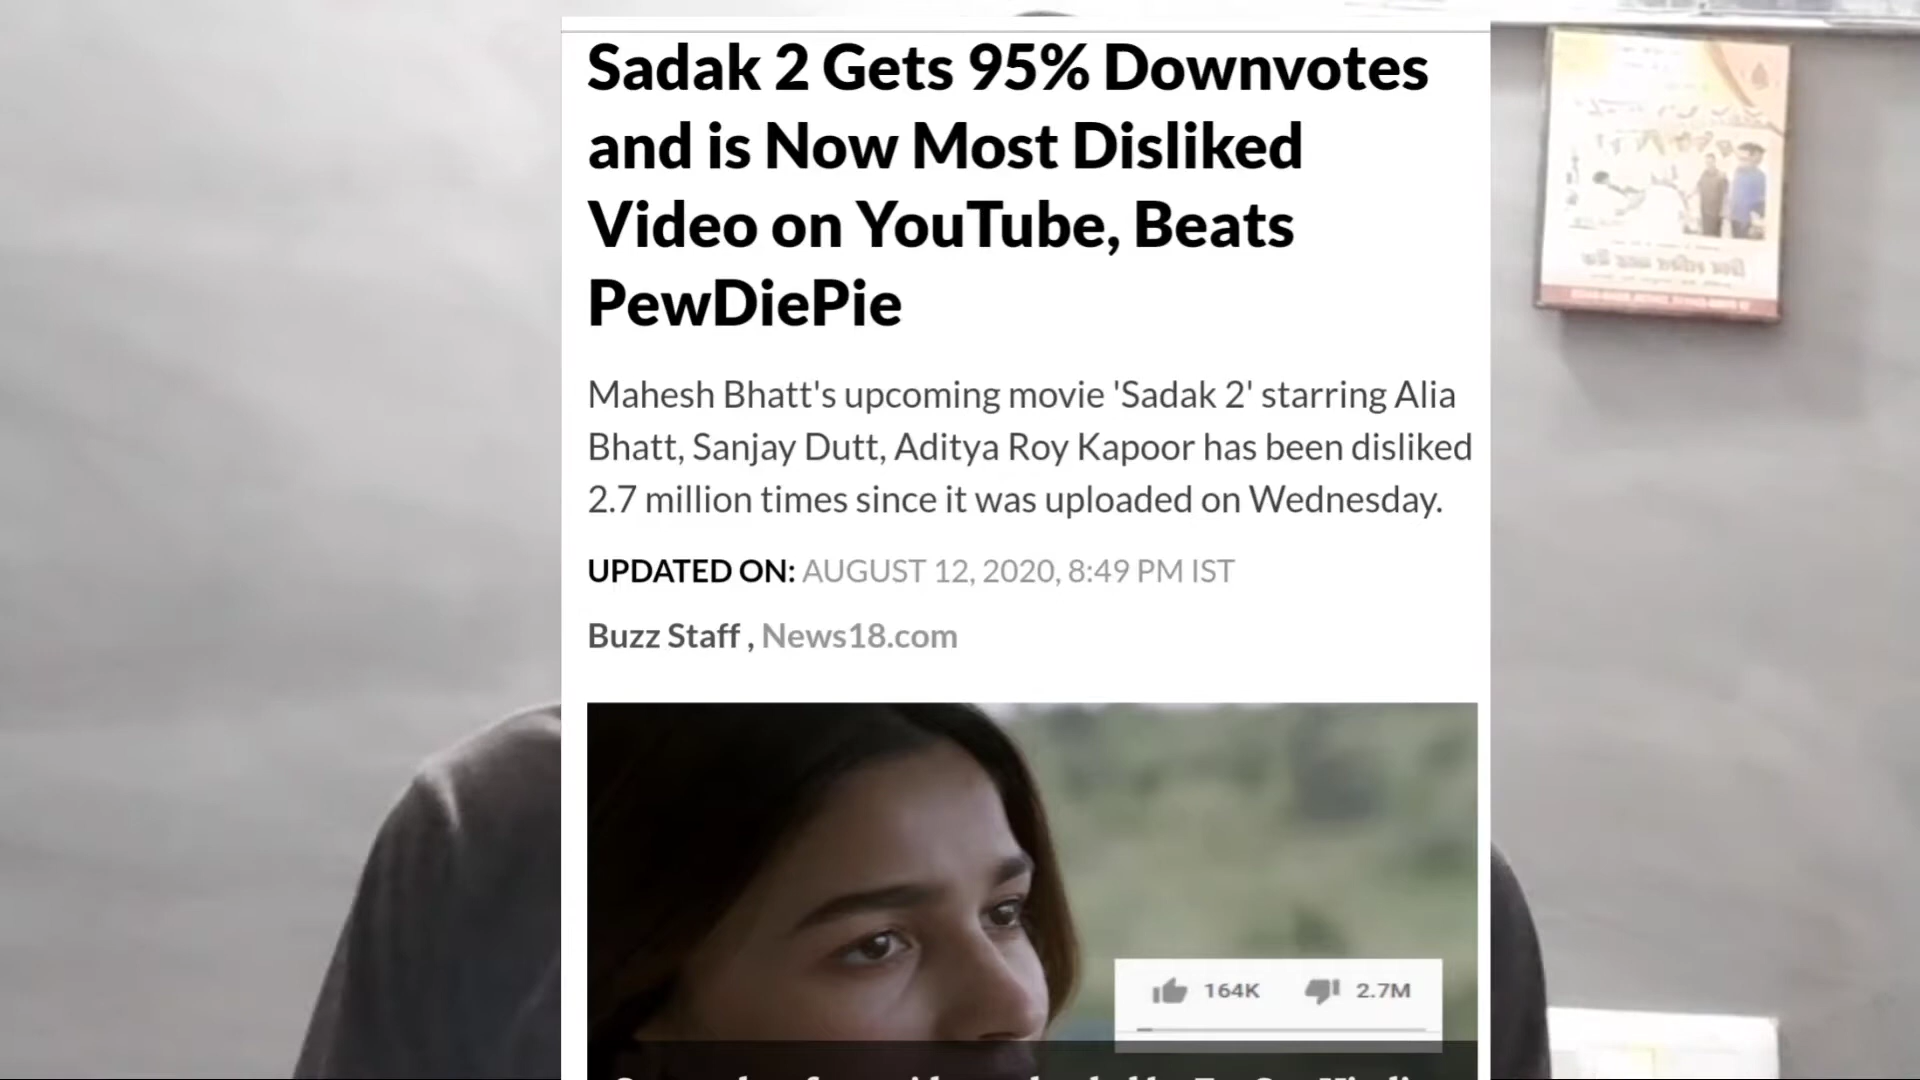 Sadak 2 Gets 95% Downvotes
and is Now Most Disliked
Video on YouTube, Beats
PewDiePie
Mahesh Bhatt's upcoming movie 'Sadak 2' starring Alia
Bhatt, Sanjay Dutt, Aditya Roy Kapoor has been disliked
2.7 million times since it was uploaded on Wednesday.
UPDATED ON: AUGUST 12, 2020, 8:49 PM IST
Buzz Staff , News18.com
164K 2.7M